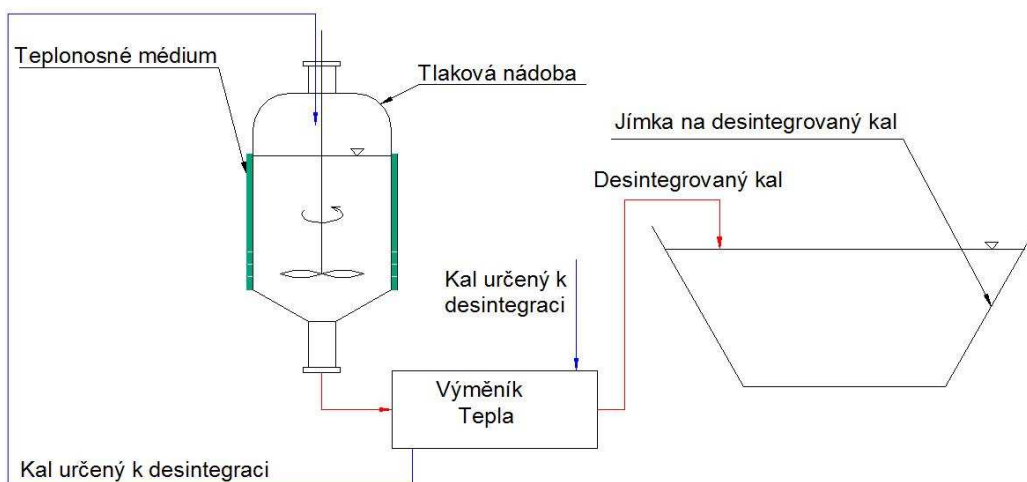 Teplonosné médium
Tlaková nádoba
Jímka na desintegrovaný kal
Desintegrovaný kal
Kal určený k
desintegraci
Výměník
Tepla
Kal určený k desintegraci